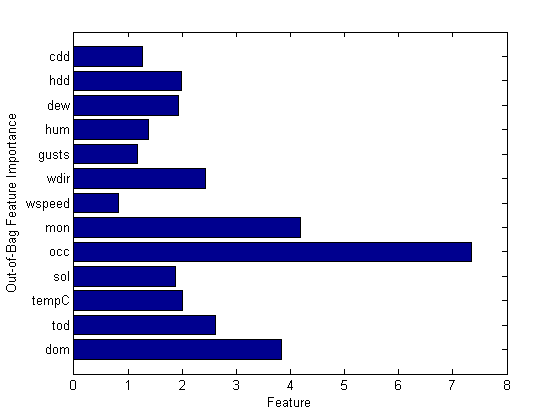 Out-of-Bag Feature Importance
cdd
hdd
dew
hum
gusts
wdir
wspeed
mon
occ
sol
tempC
tod
dom
0 1 2 3 4 5 6 7 8
Feature